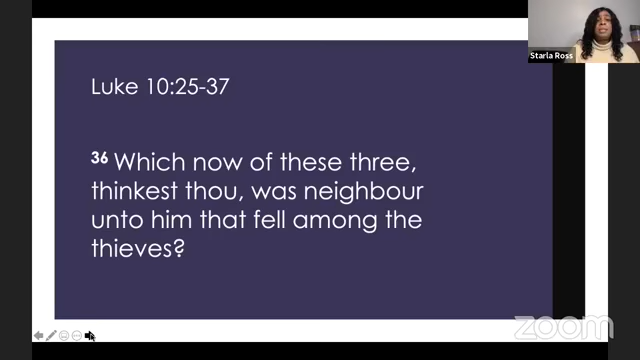 Luke 10:25-37
36 Which now of these three,
thinkest thou, was neighbour
unto him that fell among the
thieves?
Starla Ross
zoom